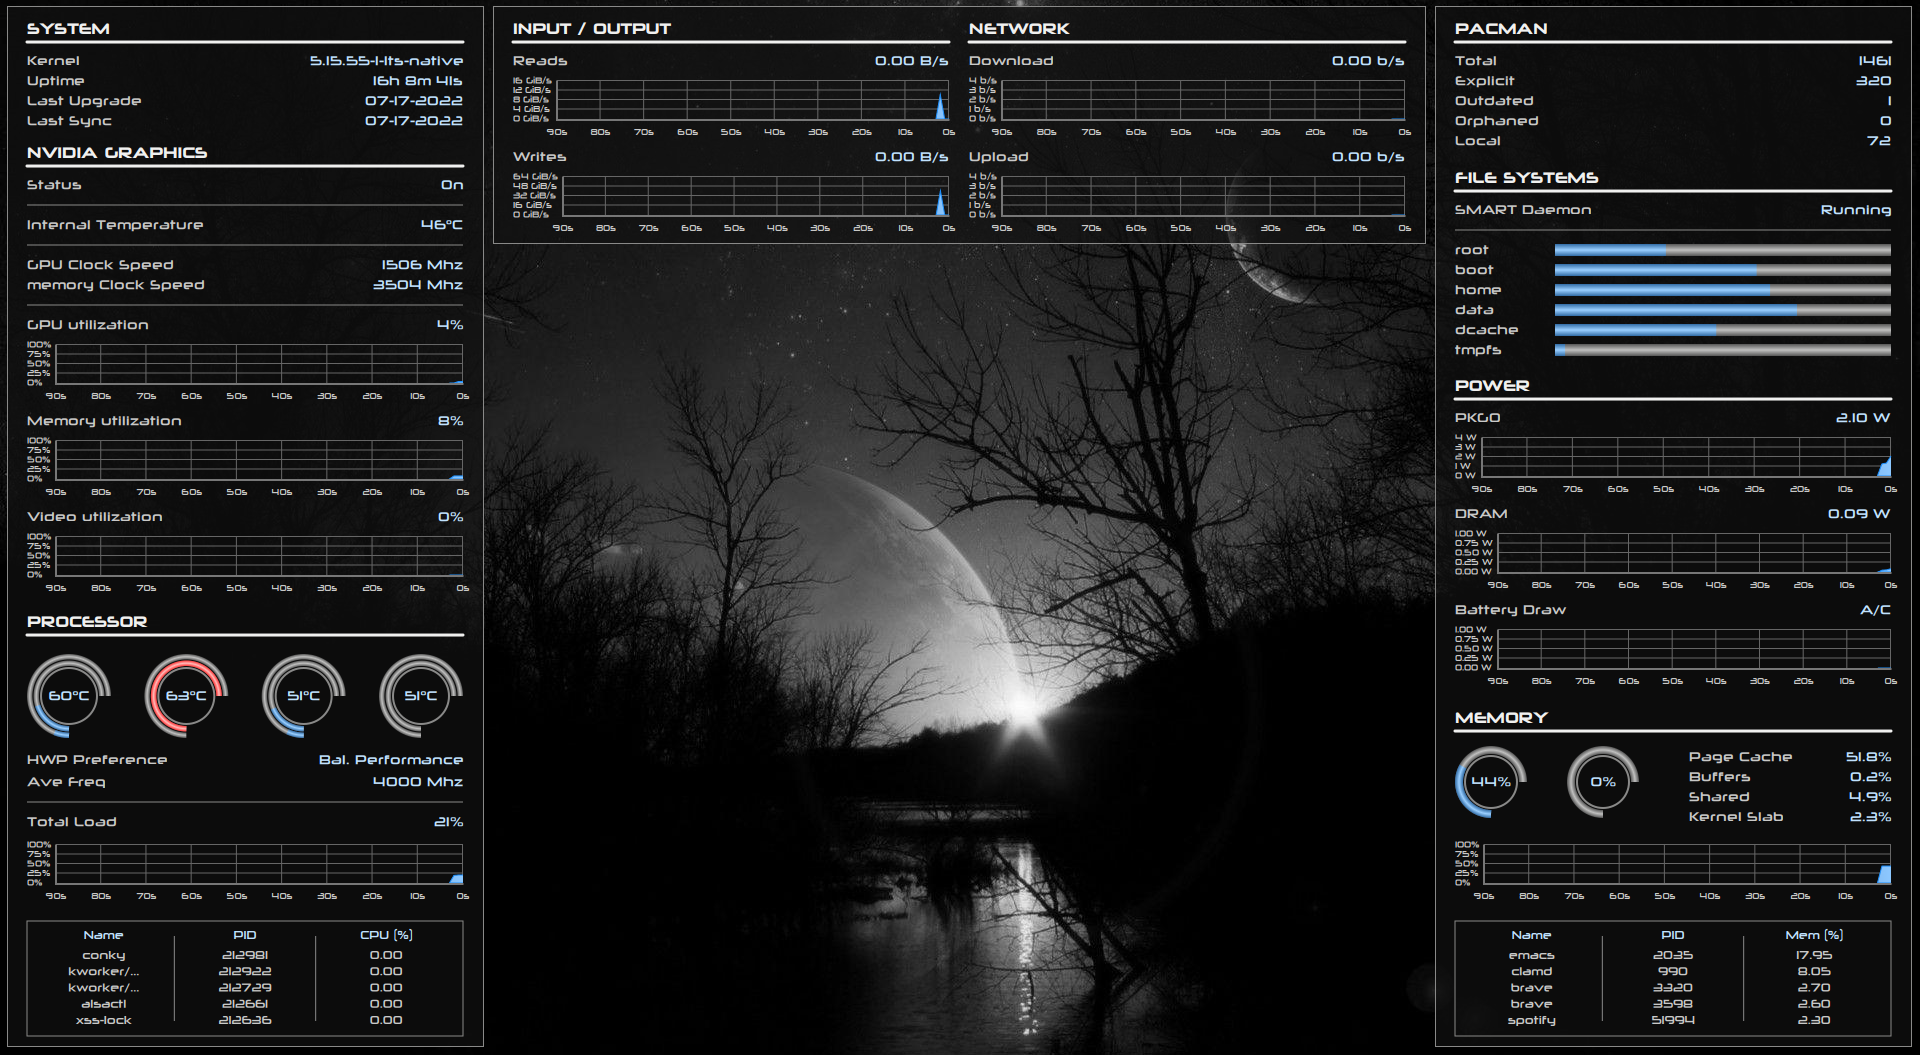 SYSTEM
Kernel 5.15.55-1-lts-native
Uptime 16h 8m 41s
Last Upgrade 07-17-2022
Last Sync 07-17-2022
NVIDIA GRAPHICS
Status On
Internal Temperature 46°C
GPU Clock Speed 1506 Mhz
memory Clock Speed 3504 Mhz
GPU utilization 4%
100%
75%
50%
25%
0%
90s 80s 70s 60s 50s 40s 30s 20s 10s 0s
Memory utilization 8%
100%
75%
50%
25%
0%
90s 80s 70s 60s 50s 40s 30s 20s 10s 0s
Video utilization 0%
100%
75%
50%
25%
0%
90s 80s 70s 60s 50s 40s 30s 20s 10s 0s
PROCESSOR
60°C 63°C 51°C 51°C
HWP Preference Bal. Performance
Ave Freq 4000 Mhz
Total Load 21%
100%
75%
50%
25%
0%
90s 80s 70s 60s 50s 40s 30s 20s 10s 0s
Name PID CPU (%)
conky 212981 0.00
kworker/... 212922 0.00
kworker/... 212729 0.00
alsactl 212661 0.00
xss-lock 212636 0.00
INPUT / OUTPUT
Reads 0.00 B/s
16 GiB/s
12 GiB/s
8 GiB/s
4 GiB/s
0 GiB/s
90s 80s 70s 60s 50s 40s 30s 20s 10s 0s
Writes 0.00 B/s
64 GiB/s
48 GiB/s
32 GiB/s
16 GiB/s
0 GiB/s
90s 80s 70s 60s 50s 40s 30s 20s 10s 0s
NETWORK
Download 0.00 b/s
4 b/s
3 b/s
2 b/s
1 b/s
0 b/s
90s 80s 70s 60s 50s 40s 30s 20s 10s 0s
Upload 0.00 b/s
4 b/s
3 b/s
2 b/s
1 b/s
0 b/s
90s 80s 70s 60s 50s 40s 30s 20s 10s 0s
PACMAN
Total 1461
Explicit 320
Outdated 1
Orphaned 0
Local 72
FILE SYSTEMS
SMART Daemon Running
root
boot
home
data
dcache
tmpfs
POWER
PKG0 2.10 W
4 W
3 W
2 W
1 W
0 W
90s 80s 70s 60s 50s 40s 30s 20s 10s 0s
DRAM 0.09 W
1.00 W
0.75 W
0.50 W
0.25 W
0.00 W
90s 80s 70s 60s 50s 40s 30s 20s 10s 0s
Battery Draw A/C
1.00 W
0.75 W
0.50 W
0.25 W
0.00 W
90s 80s 70s 60s 50s 40s 30s 20s 10s 0s
MEMORY
44% 0%
Page Cache 51.8%
Buffers 0.2%
Shared 4.9%
Kernel Slab 2.3%
100%
75%
50%
25%
0%
90s 80s 70s 60s 50s 40s 30s 20s 10s 0s
Name PID Mem (%)
emacs 2035 17.95
clamd 990 8.05
brave 3320 2.70
brave 3598 2.60
spotify 51994 2.30